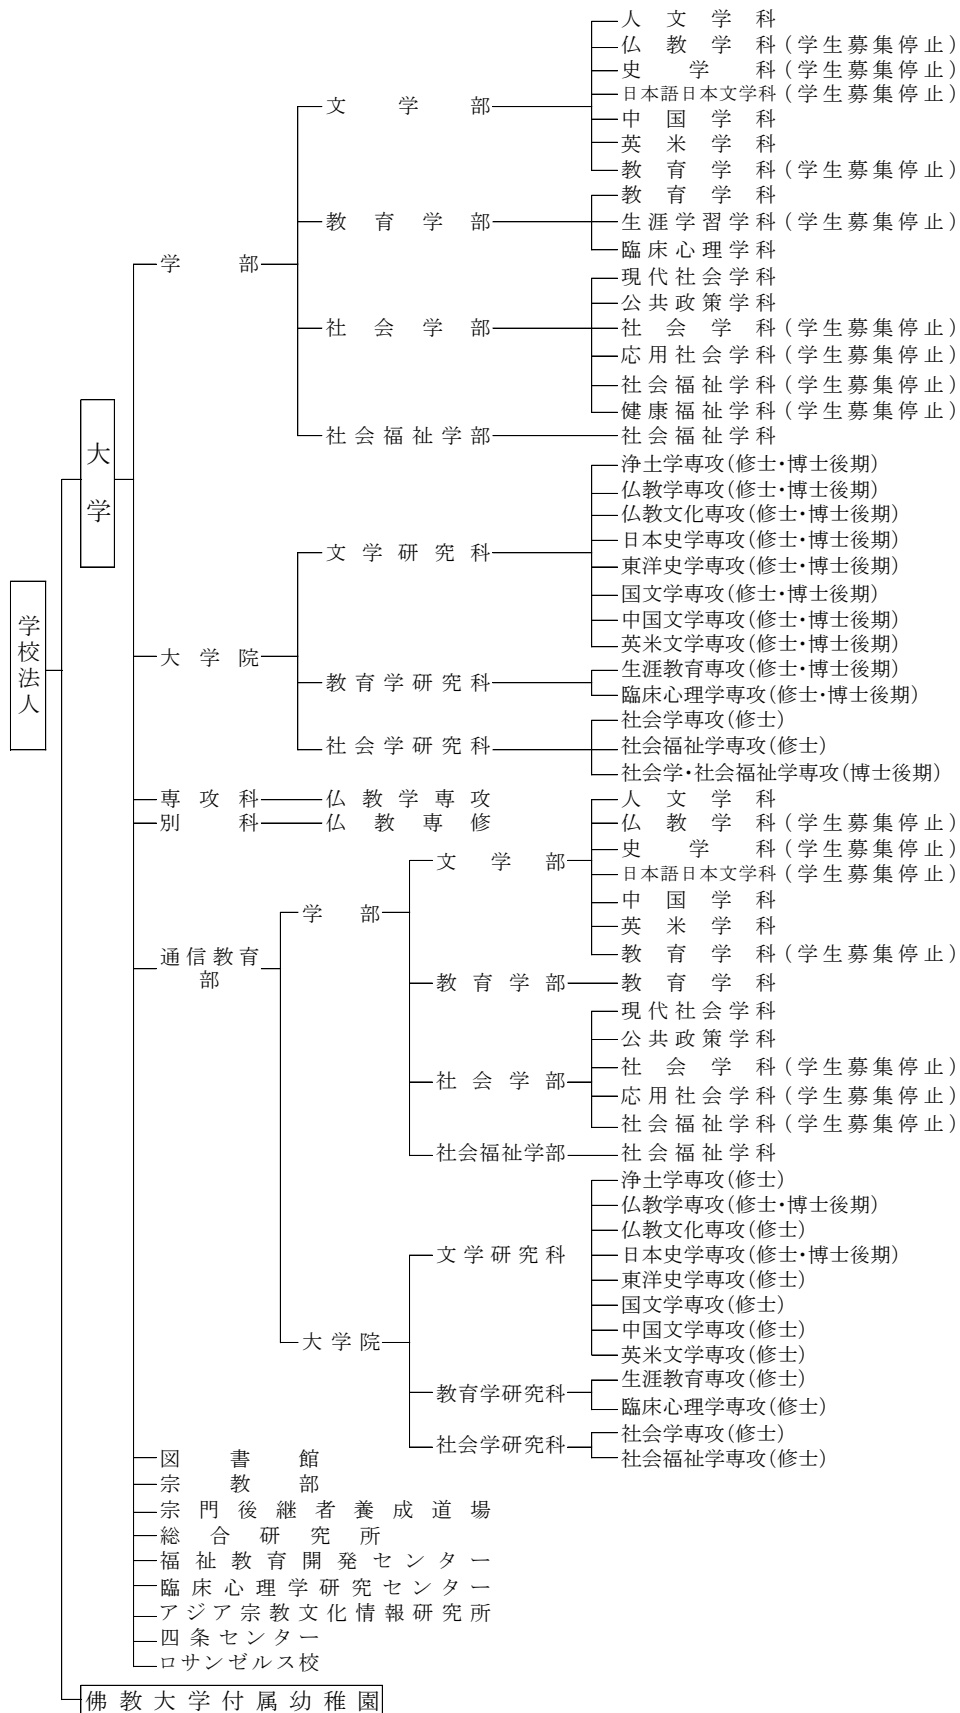 学校法人
大学
学部
文学部
人文学科
仏教学科(学生募集停止)
史学科(学生募集停止)
日本語日本文学科(学生募集停止)
中国学科
英米学科
教育学科(学生募集停止)
教育学部
教育学科
生涯学習学科(学生募集停止)
臨床心理学科
社会学部
現代社会学科
公共政策学科
社会学科(学生募集停止)
応用社会学科(学生募集停止)
社会福祉学科(学生募集停止)
健康福祉学科(学生募集停止)
社会福祉学部
社会福祉学科
大学院
文学研究科
浄土学専攻(修士・博士後期)
仏教学専攻(修士・博士後期)
仏教文化専攻(修士・博士後期)
日本史学専攻(修士・博士後期)
東洋史学専攻(修士・博士後期)
国文学専攻(修士・博士後期)
中国文学専攻(修士・博士後期)
英米文学専攻(修士・博士後期)
教育学研究科
生涯教育専攻(修士・博士後期)
臨床心理学専攻(修士・博士後期)
社会学研究科
社会学専攻(修士)
社会福祉学専攻(修士)
社会学・社会福祉学専攻(博士後期)
専攻科
仏教学専攻
別科
仏教専修
通信教育
部
学部
文学部
人文学科
仏教学科(学生募集停止)
史学科(学生募集停止)
日本語日本文学科(学生募集停止)
中国学科
英米学科
教育学科(学生募集停止)
教育学部
教育学科
社会学部
現代社会学科
公共政策学科
社会学科(学生募集停止)
応用社会学科(学生募集停止)
社会福祉学科(学生募集停止)
社会福祉学部
社会福祉学科
大学院
文学研究科
浄土学専攻(修士)
仏教学専攻(修士・博士後期)
仏教文化専攻(修士)
日本史学専攻(修士・博士後期)
東洋史学専攻(修士)
国文学専攻(修士)
中国文学専攻(修士)
英米文学専攻(修士)
教育学研究科
生涯教育専攻(修士)
臨床心理学専攻(修士)
社会学研究科
社会学専攻(修士)
社会福祉学専攻(修士)
図書館
宗教部
宗門後継者養成道場
総合研究所
福祉教育開発センター
臨床心理学研究センター
アジア宗教文化情報研究所
四条センター
ロサンゼルス校
佛教大学付属幼稚園